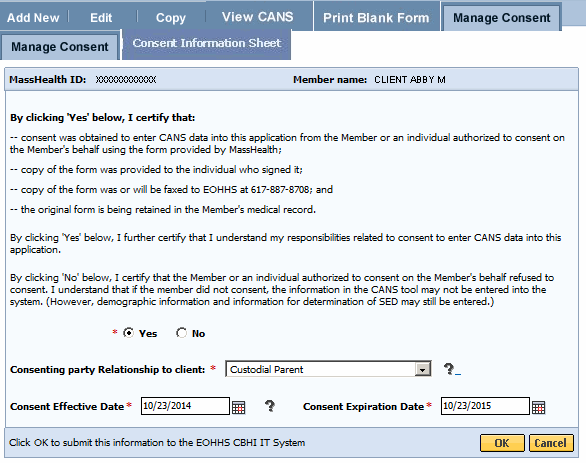 Add New Edit Copy View CANS Print Blank Form Manage Consent
Manage Consent Consent Information Sheet
MassHealth ID: XXXXXXXXXXXX Member name: CLIENT ABBY M
By clicking 'Yes' below, I certify that:
-- consent was obtained to enter CANS data into this application from the Member or an individual authorized to consent on
the Member's behalf using the form provided by MassHealth;
-- copy of the form was provided to the individual who signed it;
-- copy of the form was or will be faxed to EOHHS at 617-887-8708; and
-- the original form is being retained in the Member's medical record.
By clicking 'Yes' below, I further certify that I understand my responsibilities related to consent to enter CANS data into this
application.
By clicking 'No' below, I certify that the Member or an individual authorized to consent on the Member's behalf refused to
consent. I understand that if the member did not consent, the information in the CANS tool may not be entered into the
system. (However, demographic information and information for determination of SED may still be entered.)
* Yes No
Consenting party Relationship to client: * Custodial Parent ?
Consent Effective Date * 10/23/2014 ? Consent Expiration Date * 10/23/2015
Click OK to submit this information to the EOHHS CBHI IT System OK Cancel